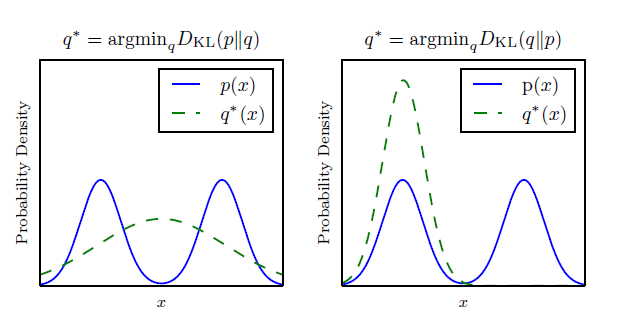 q* = argmin_q D_KL(p‖q)
p(x)
q*(x)
Probability Density
x
q* = argmin_q D_KL(q‖p)
p(x)
q*(x)
Probability Density
x